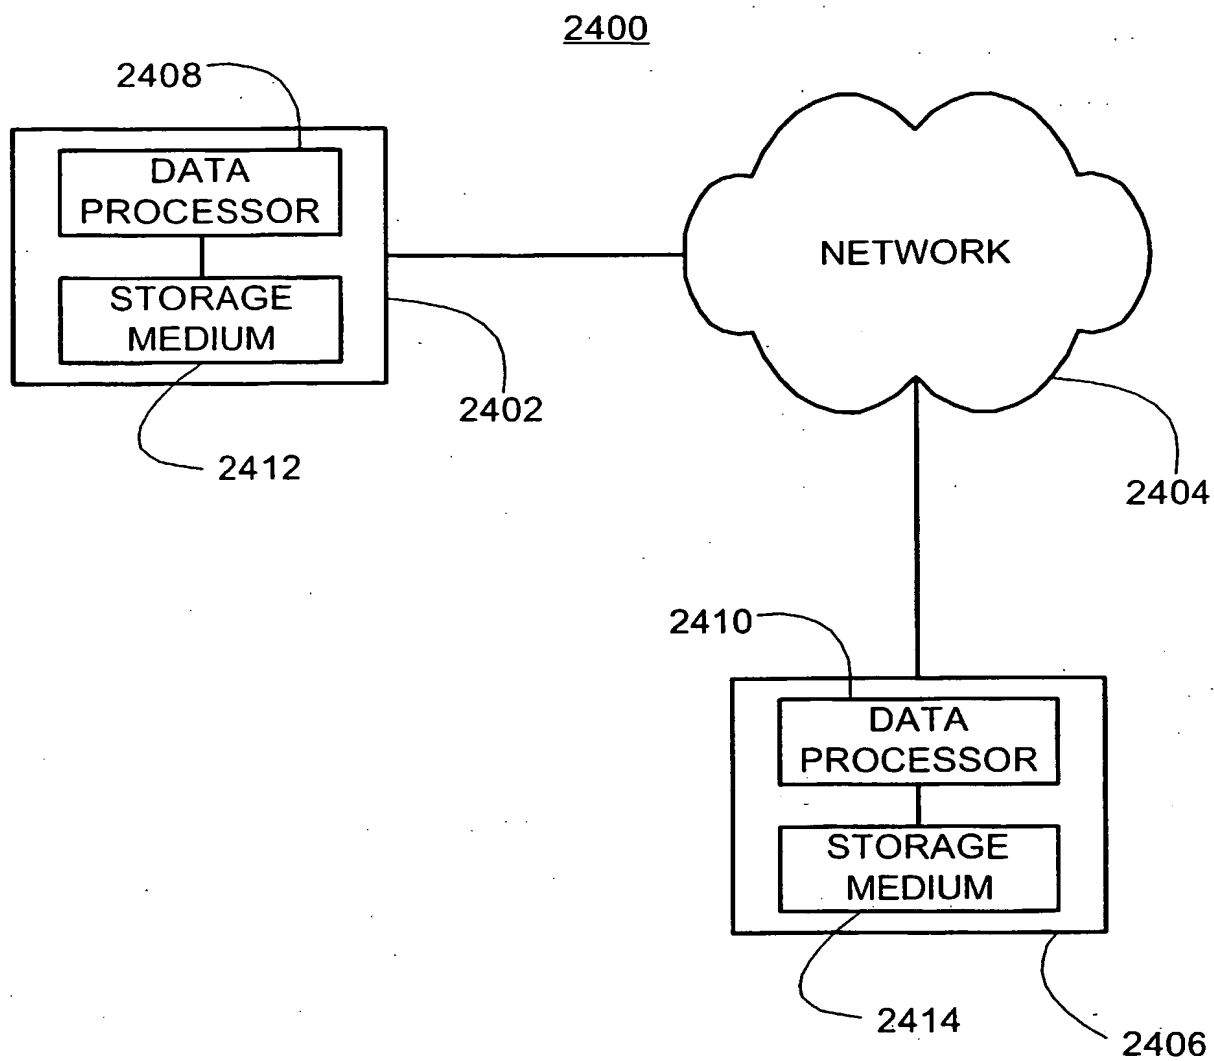 2400
2408
DATA
PROCESSOR
STORAGE
MEDIUM
2402
2412
NETWORK
2404
2410
DATA
PROCESSOR
STORAGE
MEDIUM
2414
2406